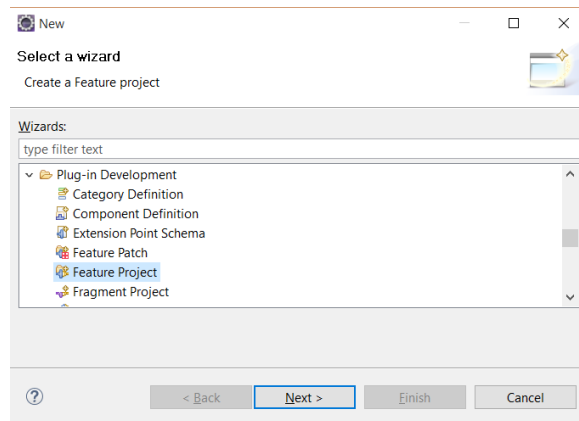 New
Select a wizard
Create a Feature project
Wizards:
type filter text
Plug-in Development
Category Definition
Component Definition
Extension Point Schema
Feature Patch
Feature Project
Fragment Project
< Back Next > Finish Cancel